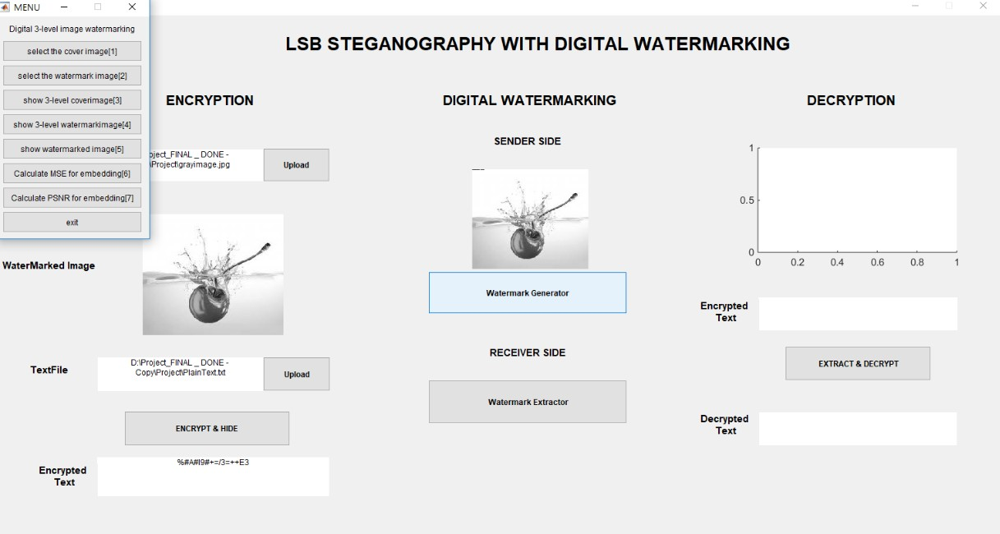 MENU
Digital 3-level image watermarking
select the cover image[1]
select the watermark image[2]
show 3-level coverimage[3]
show 3-level watermarkimage[4]
show watermarked image[5]
Calculate MSE for embedding[6]
Calculate PSNR for embedding[7]
exit
LSB STEGANOGRAPHY WITH DIGITAL WATERMARKING
ENCRYPTION
oject_FINAL _ DONE -
\Project\grayimage.jpg
Upload
WaterMarked Image
TextFile
D:\Project_FINAL _ DONE -
Copy\Project\PlainText.txt
Upload
ENCRYPT & HIDE
Encrypted
Text
%#A#I9#+=/3=++E3
DIGITAL WATERMARKING
SENDER SIDE
Watermark Generator
RECEIVER SIDE
Watermark Extractor
DECRYPTION
1
0.5
0
0 0.2 0.4 0.6 0.8 1
Encrypted
Text
EXTRACT & DECRYPT
Decrypted
Text